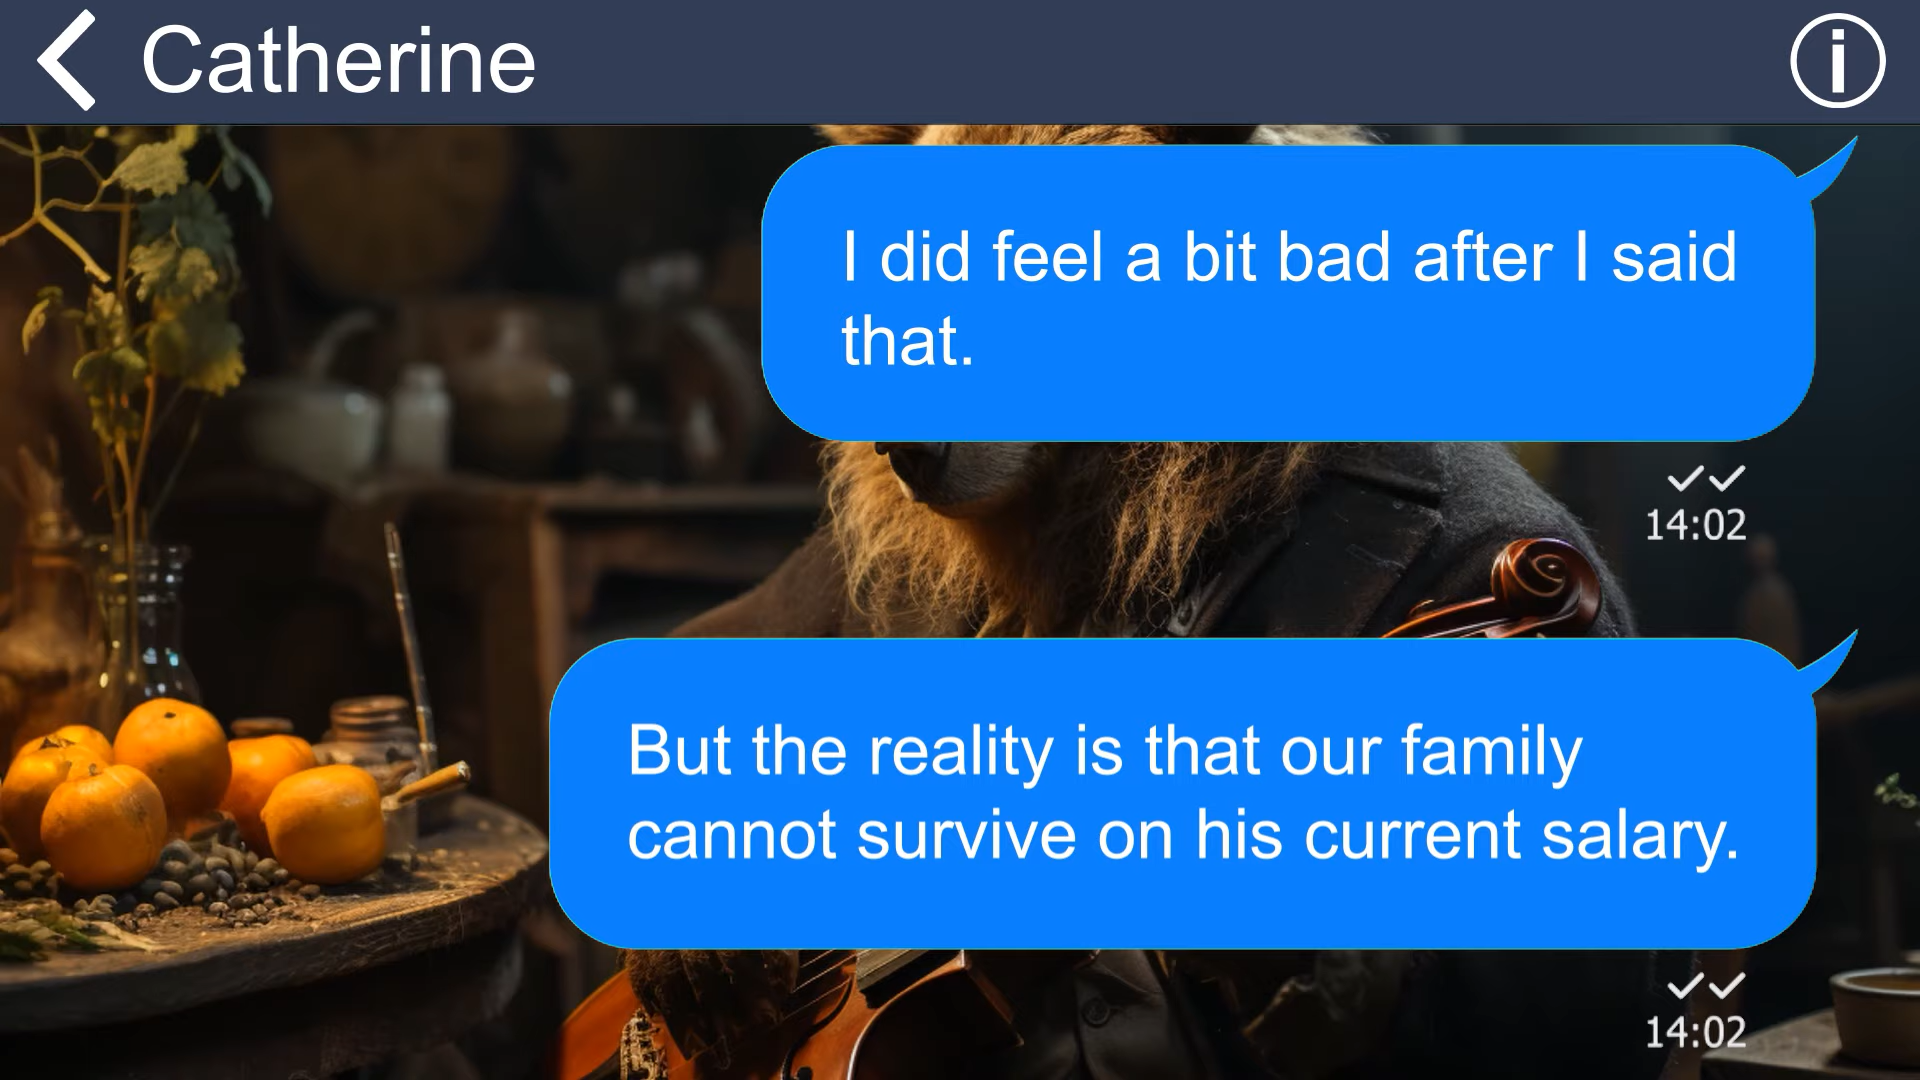 Catherine
I did feel a bit bad after I said
that.
14:02
But the reality is that our family
cannot survive on his current salary.
14:02